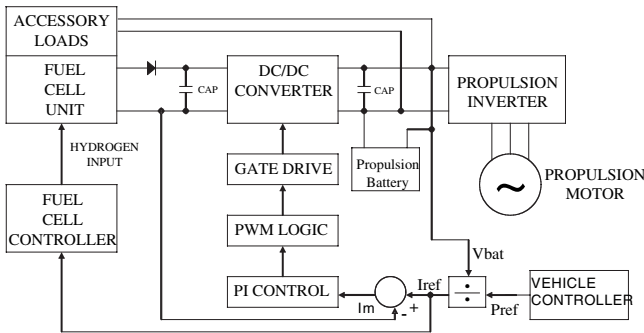 ACCESSORY
LOADS
FUEL
CELL
UNIT
CAP
DC/DC
CONVERTER
CAP
PROPULSION
INVERTER
HYDROGEN
INPUT
GATE DRIVE
Propulsion
Battery
~
PROPULSION
MOTOR
FUEL
CELL
CONTROLLER
PWM LOGIC
Vbat
PI CONTROL
Im
- +
Iref
÷
Pref
VEHICLE
CONTROLLER